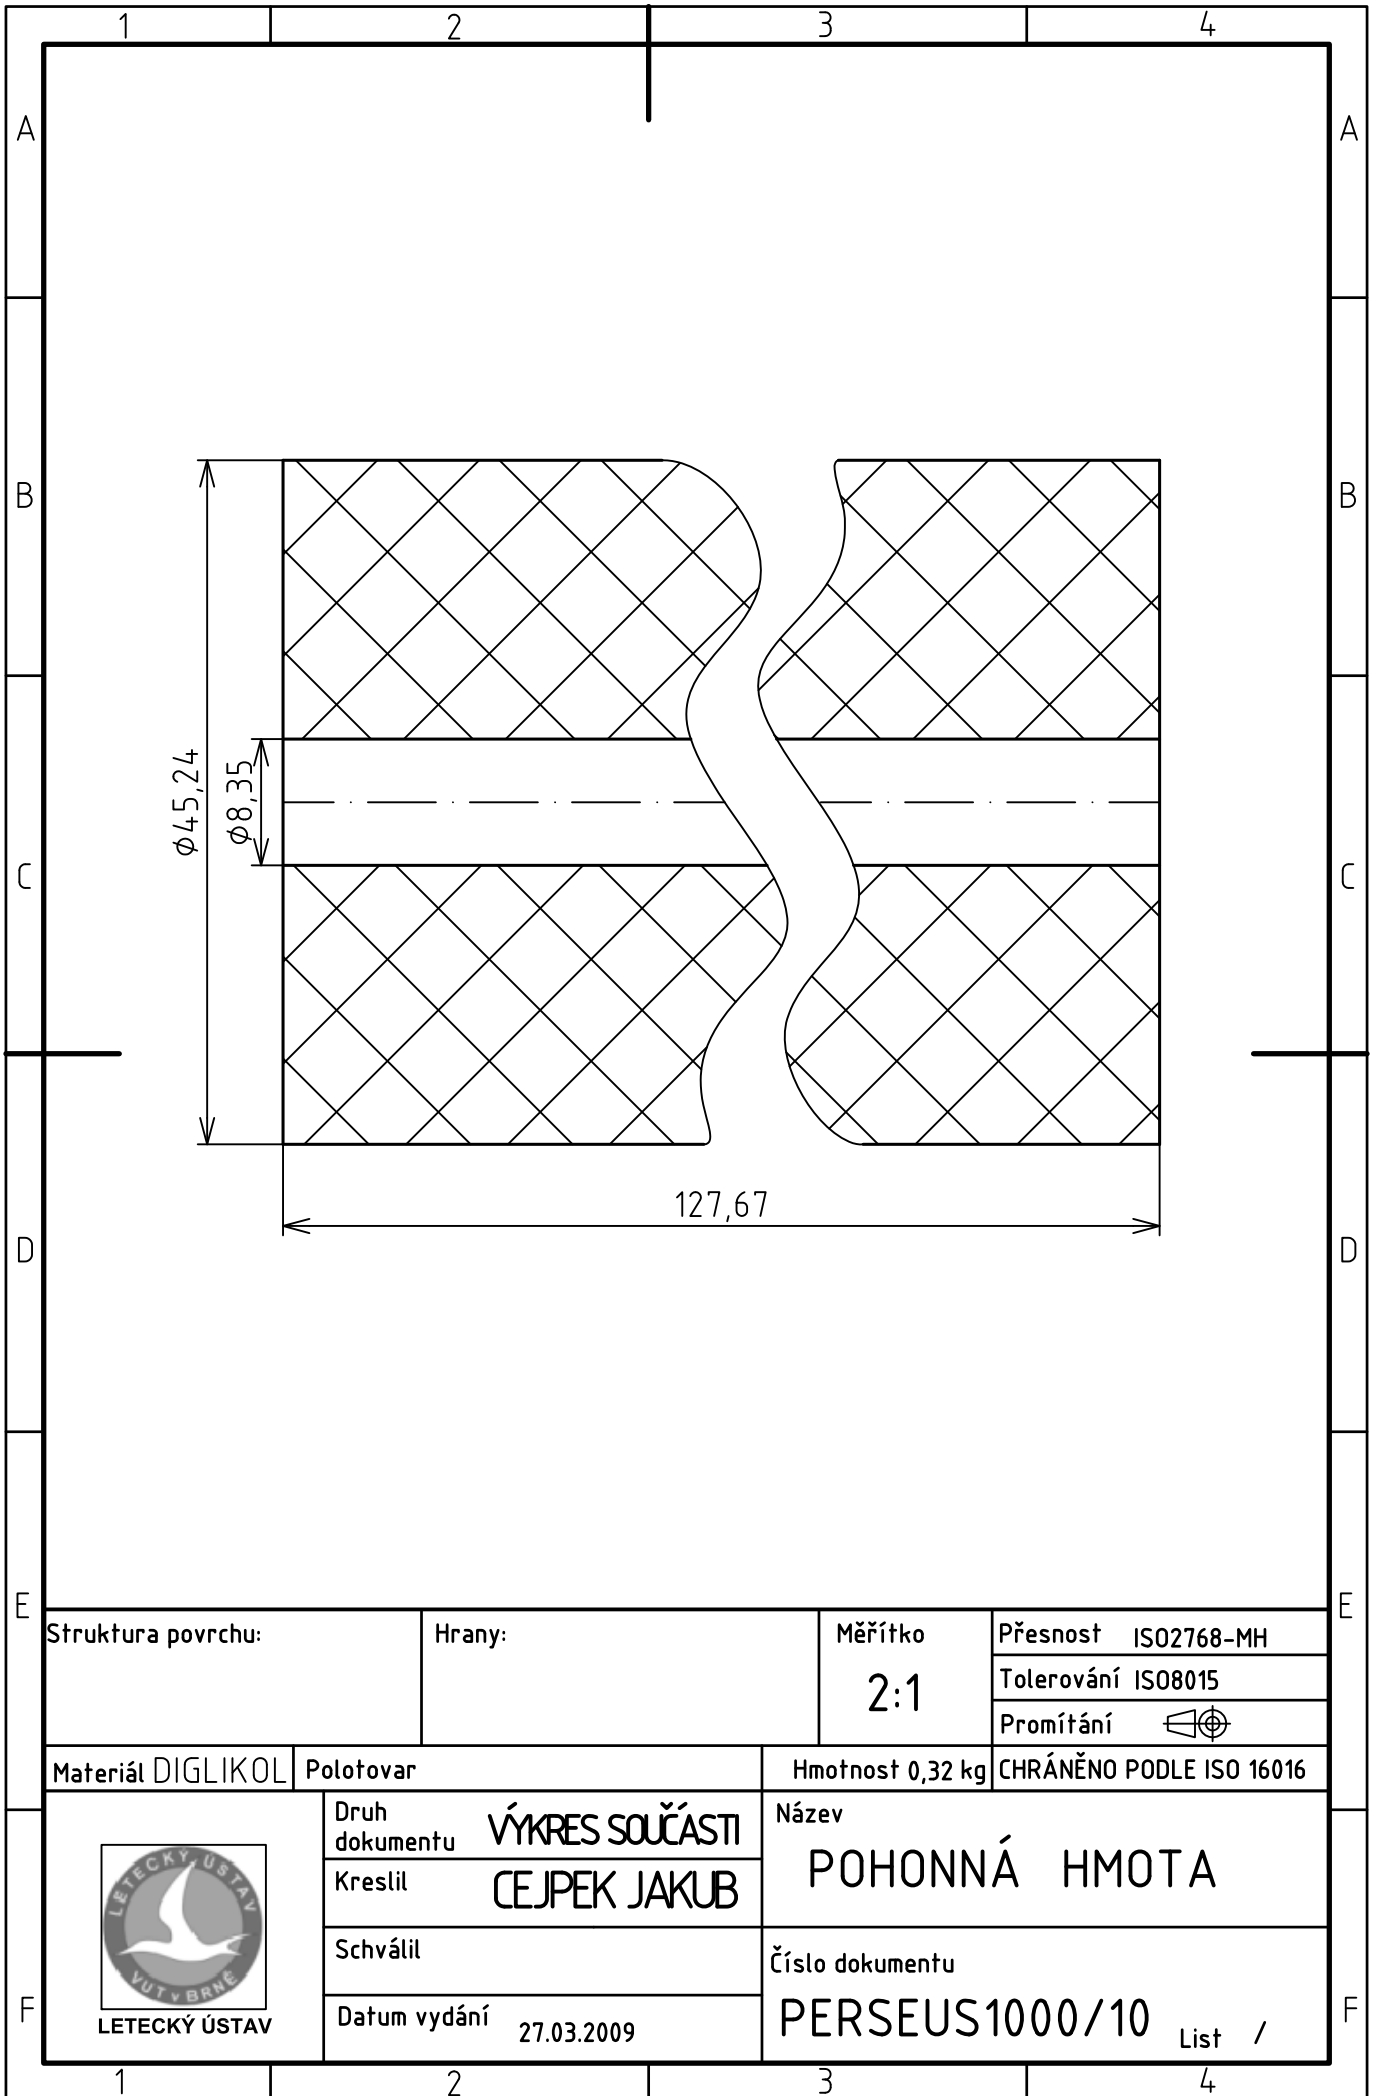 1 2 3 4
A A
B B
⌀45,24
⌀8,35
C C
127,67
D D
E E
Struktura povrchu:
Hrany:
Měřítko
2:1
Přesnost ISO2768-MH
Tolerování ISO8015
Promítání
Materiál DIGLIKOL
Polotovar
Hmotnost 0,32 kg
CHRÁNĚNO PODLE ISO 16016
LETECKÝ ÚSTAV
VUT v BRNĚ
LETECKÝ ÚSTAV
Druh
dokumentu VÝKRES SOUČÁSTI
Kreslil CEJPEK JAKUB
Schválil
Datum vydání 27.03.2009
Název
POHONNÁ HMOTA
Číslo dokumentu
PERSEUS1000/10 List /
F F
1 2 3 4